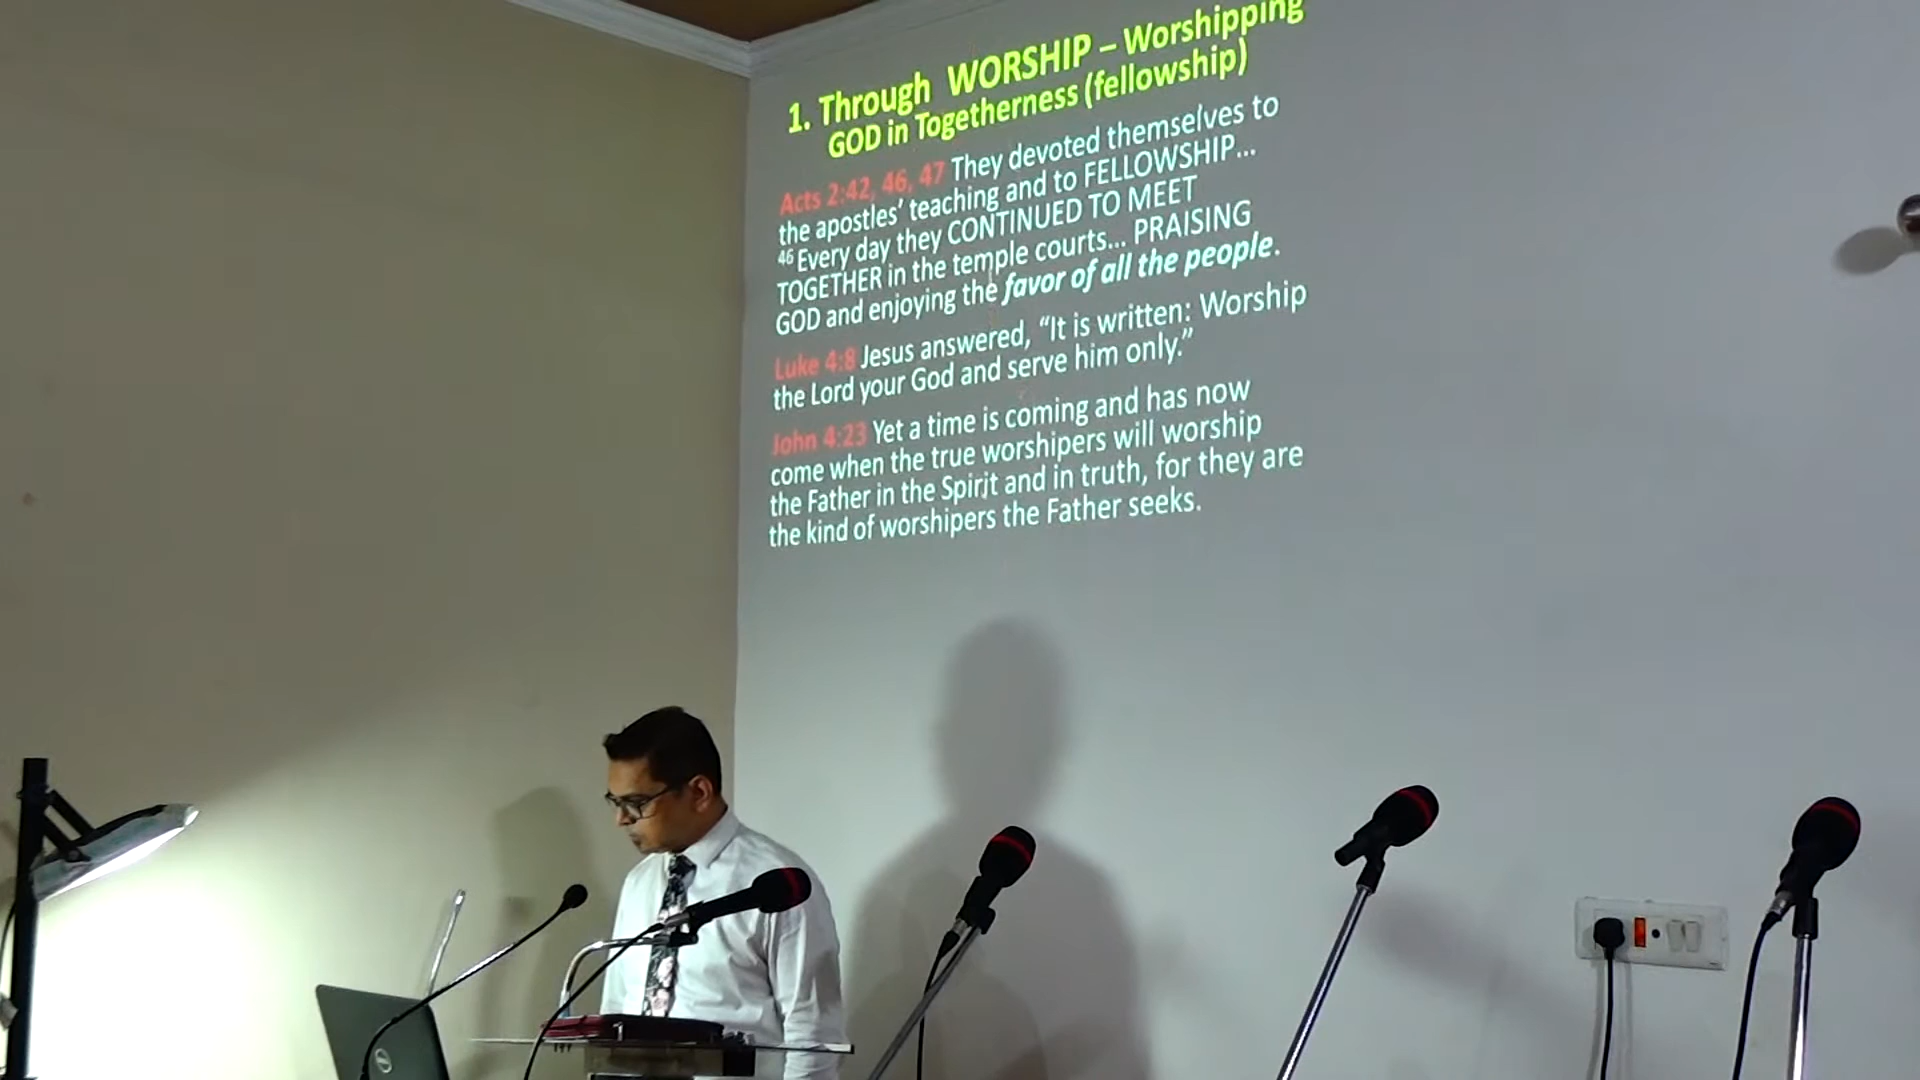 1. Through WORSHIP – Worshipping
GOD in Togetherness (fellowship)
Acts 2:42, 46, 47 They devoted themselves to
the apostles’ teaching and to FELLOWSHIP...
46 Every day they CONTINUED TO MEET
TOGETHER in the temple courts... PRAISING
GOD and enjoying the favor of all the people.
Luke 4:8 Jesus answered, “It is written: Worship
the Lord your God and serve him only.”
John 4:23 Yet a time is coming and has now
come when the true worshipers will worship
the Father in the Spirit and in truth, for they are
the kind of worshipers the Father seeks.